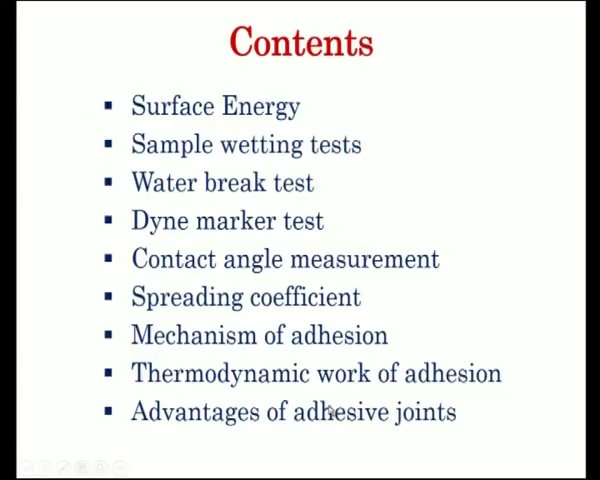 Contents
▪ Surface Energy
▪ Sample wetting tests
▪ Water break test
▪ Dyne marker test
▪ Contact angle measurement
▪ Spreading coefficient
▪ Mechanism of adhesion
▪ Thermodynamic work of adhesion
▪ Advantages of adhesive joints